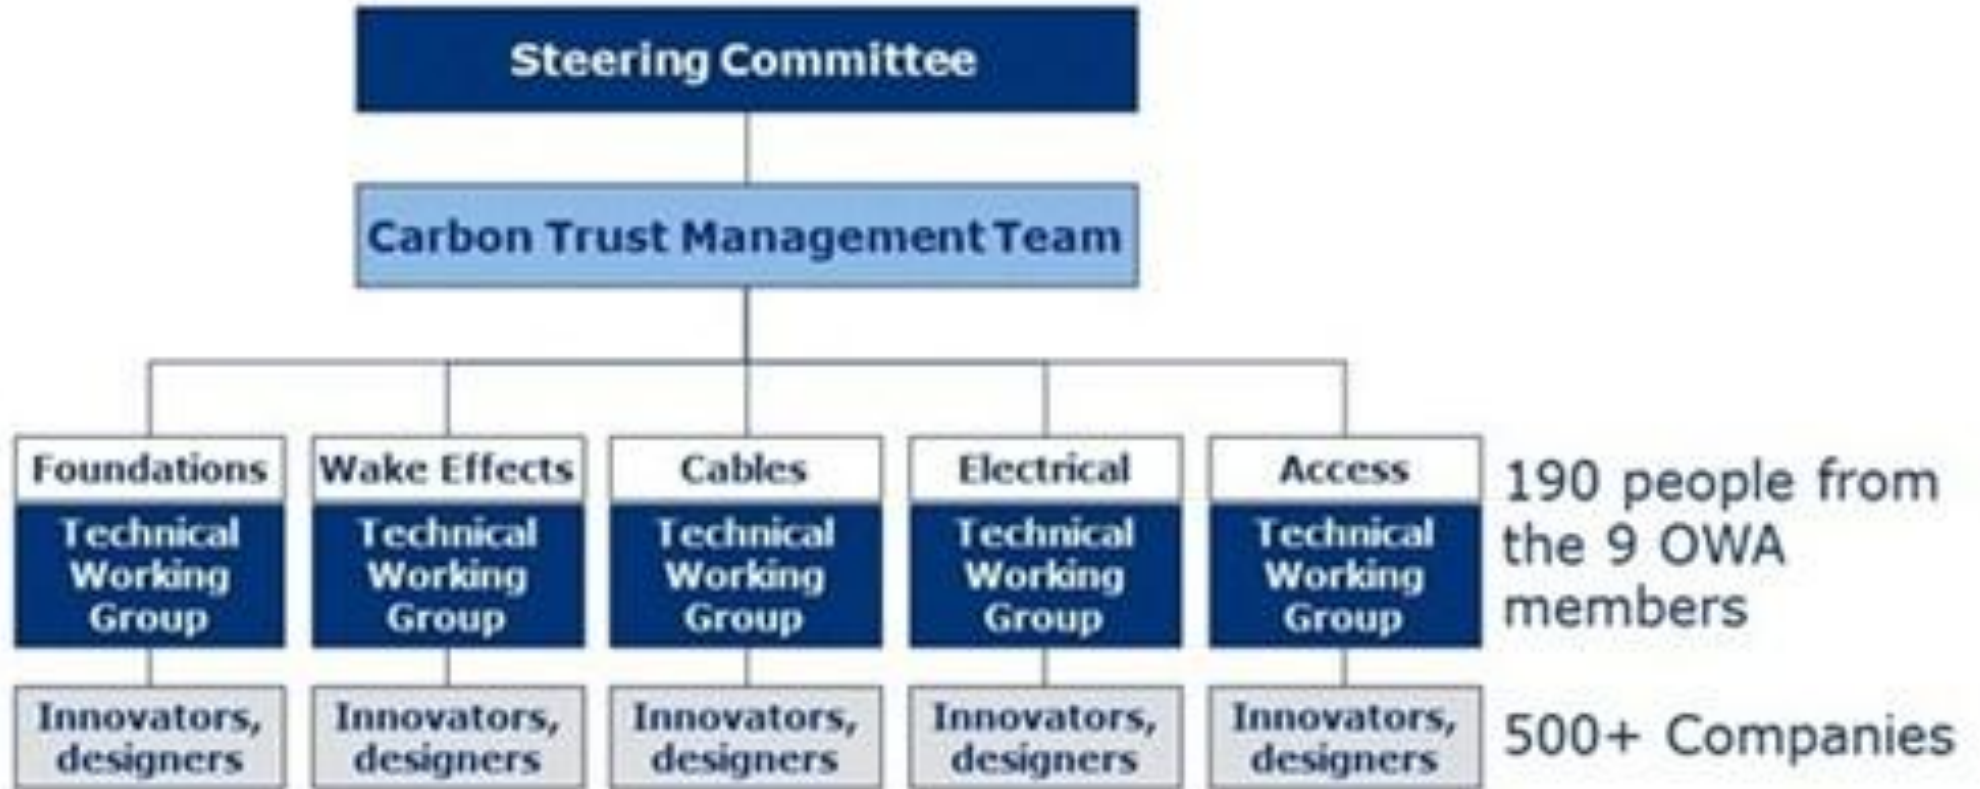 Steering Committee
Carbon Trust Management Team
Foundations
Technical
Working
Group
Innovators,
designers
Wake Effects
Technical
Working
Group
Innovators,
designers
Cables
Technical
Working
Group
Innovators,
designers
Electrical
Technical
Working
Group
Innovators,
designers
Access
Technical
Working
Group
Innovators,
designers
190 people from
the 9 OWA
members
500+ Companies